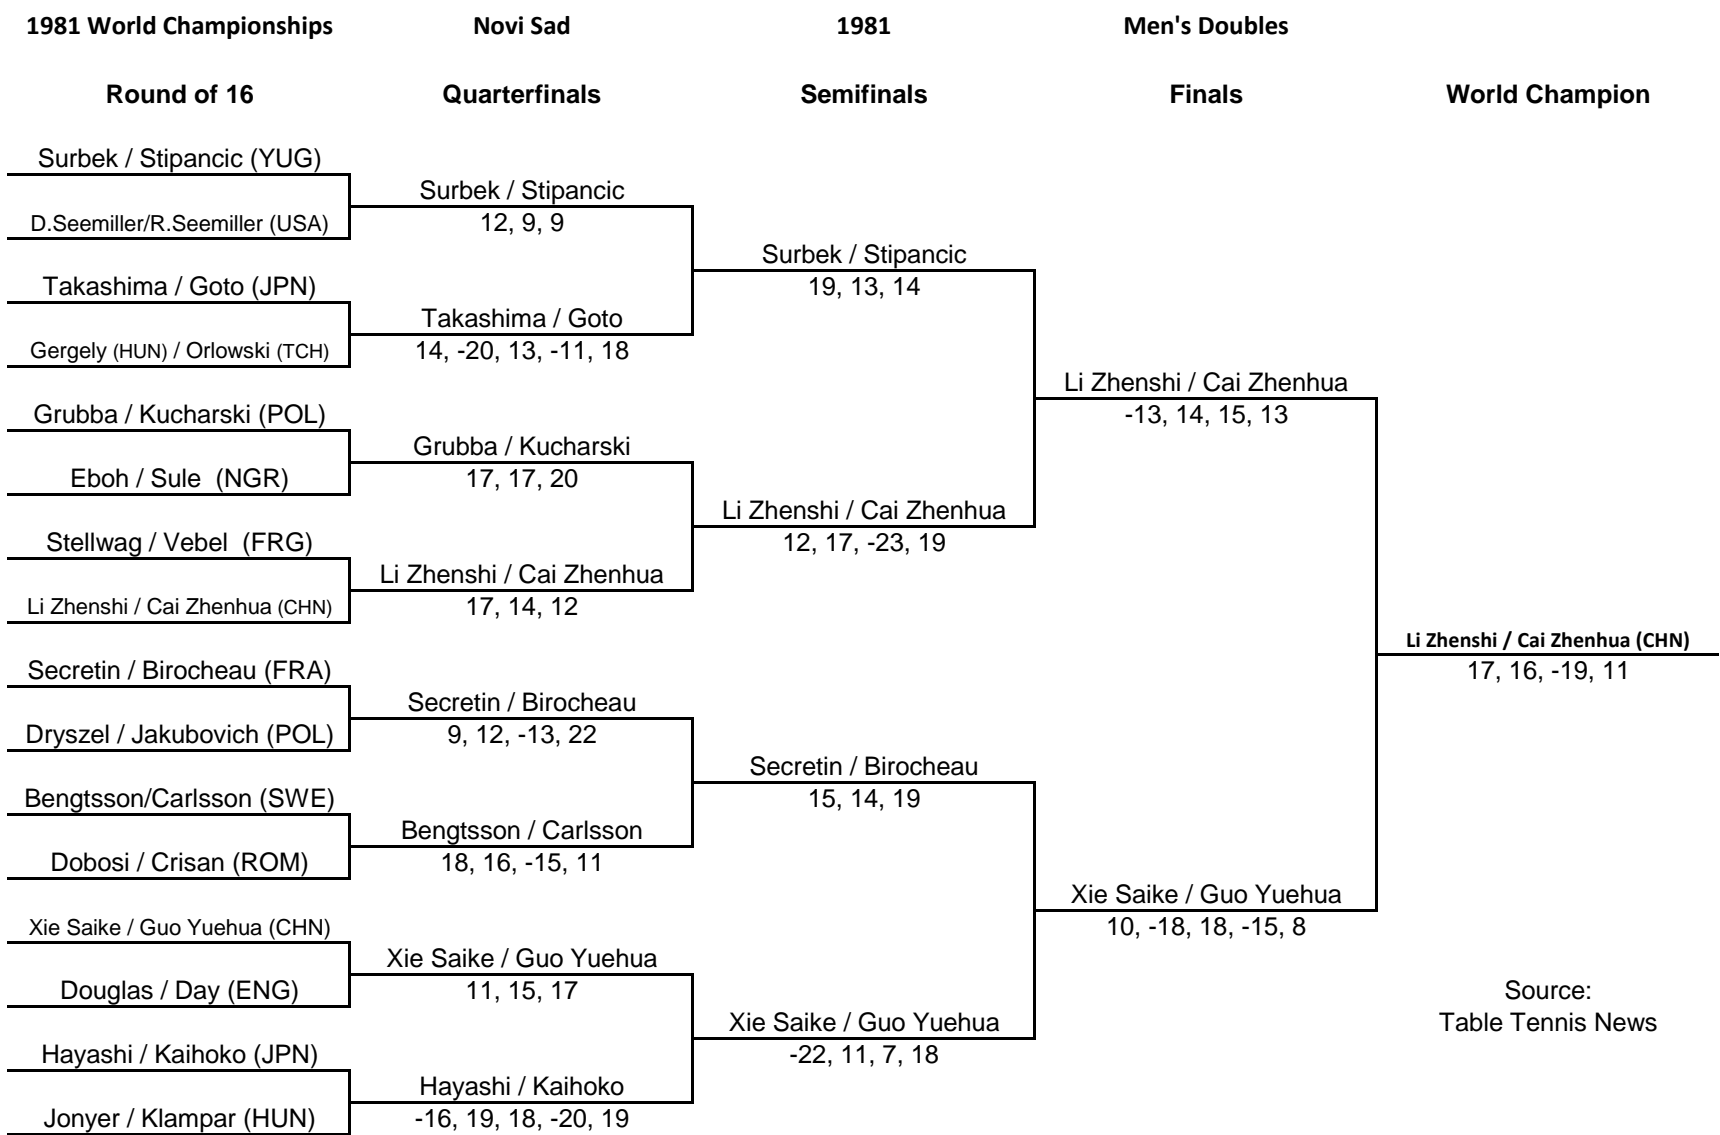 1981 World Championships Novi Sad 1981 Men's Doubles
Round of 16 Quarterfinals Semifinals Finals World Champion
Surbek / Stipancic (YUG)
Surbek / Stipancic
D.Seemiller/R.Seemiller (USA)
12, 9, 9
Surbek / Stipancic
Takashima / Goto (JPN)
19, 13, 14
Takashima / Goto
Gergely (HUN) / Orlowski (TCH)
14, -20, 13, -11, 18
Li Zhenshi / Cai Zhenhua
Grubba / Kucharski (POL)
-13, 14, 15, 13
Grubba / Kucharski
Eboh / Sule (NGR)
17, 17, 20
Li Zhenshi / Cai Zhenhua
Stellwag / Vebel (FRG)
12, 17, -23, 19
Li Zhenshi / Cai Zhenhua
Li Zhenshi / Cai Zhenhua (CHN)
17, 14, 12
Li Zhenshi / Cai Zhenhua (CHN)
Secretin / Birocheau (FRA)
17, 16, -19, 11
Secretin / Birocheau
Dryszel / Jakubovich (POL)
9, 12, -13, 22
Secretin / Birocheau
Bengtsson/Carlsson (SWE)
15, 14, 19
Bengtsson / Carlsson
Dobosi / Crisan (ROM)
18, 16, -15, 11
Xie Saike / Guo Yuehua
Xie Saike / Guo Yuehua (CHN)
10, -18, 18, -15, 8
Xie Saike / Guo Yuehua
Douglas / Day (ENG)
11, 15, 17
Source:
Xie Saike / Guo Yuehua
Table Tennis News
Hayashi / Kaihoko (JPN)
-22, 11, 7, 18
Hayashi / Kaihoko
Jonyer / Klampar (HUN)
-16, 19, 18, -20, 19